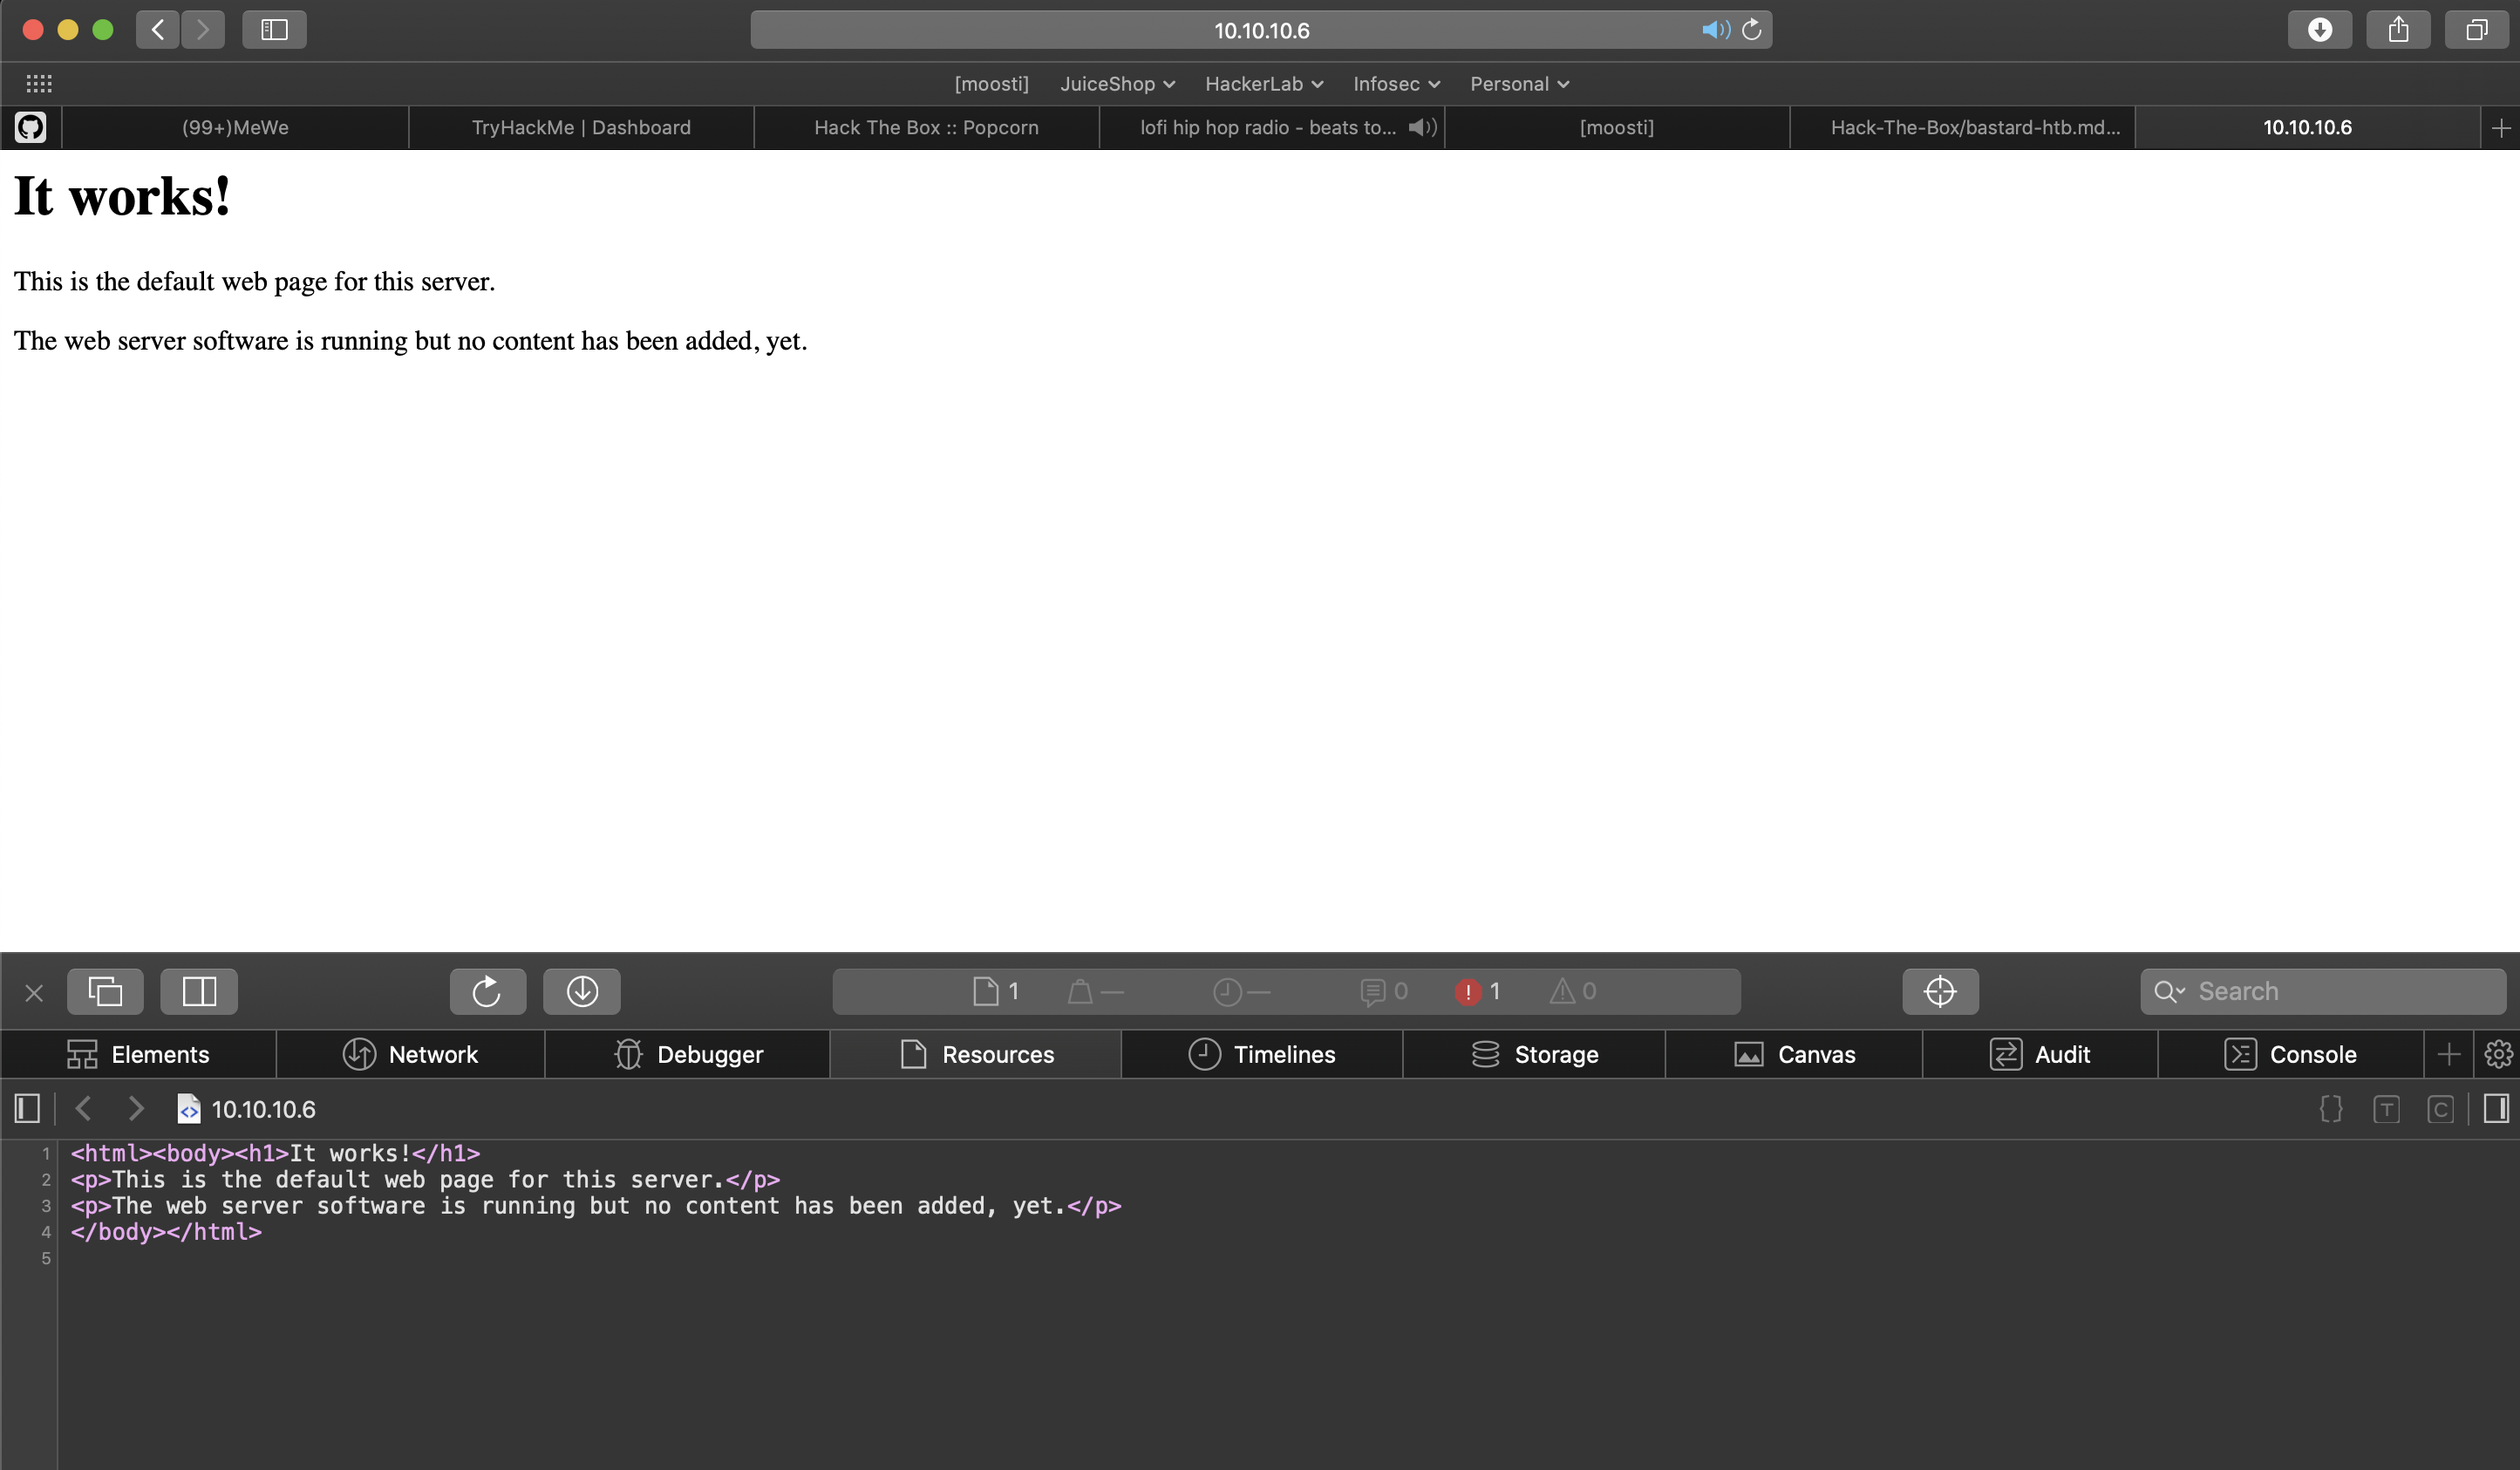 10.10.10.6
[moosti] JuiceShop HackerLab Infosec Personal
(99+)MeWe TryHackMe | Dashboard Hack The Box :: Popcorn lofi hip hop radio - beats to... [moosti] Hack-The-Box/bastard-htb.md... 10.10.10.6
It works!
This is the default web page for this server.
The web server software is running but no content has been added, yet.
1 — — 0 1 0 Search
Elements Network Debugger Resources Timelines Storage Canvas Audit Console
10.10.10.6 {} T C
1 <html><body><h1>It works!</h1>
2 <p>This is the default web page for this server.</p>
3 <p>The web server software is running but no content has been added, yet.</p>
4 </body></html>
5